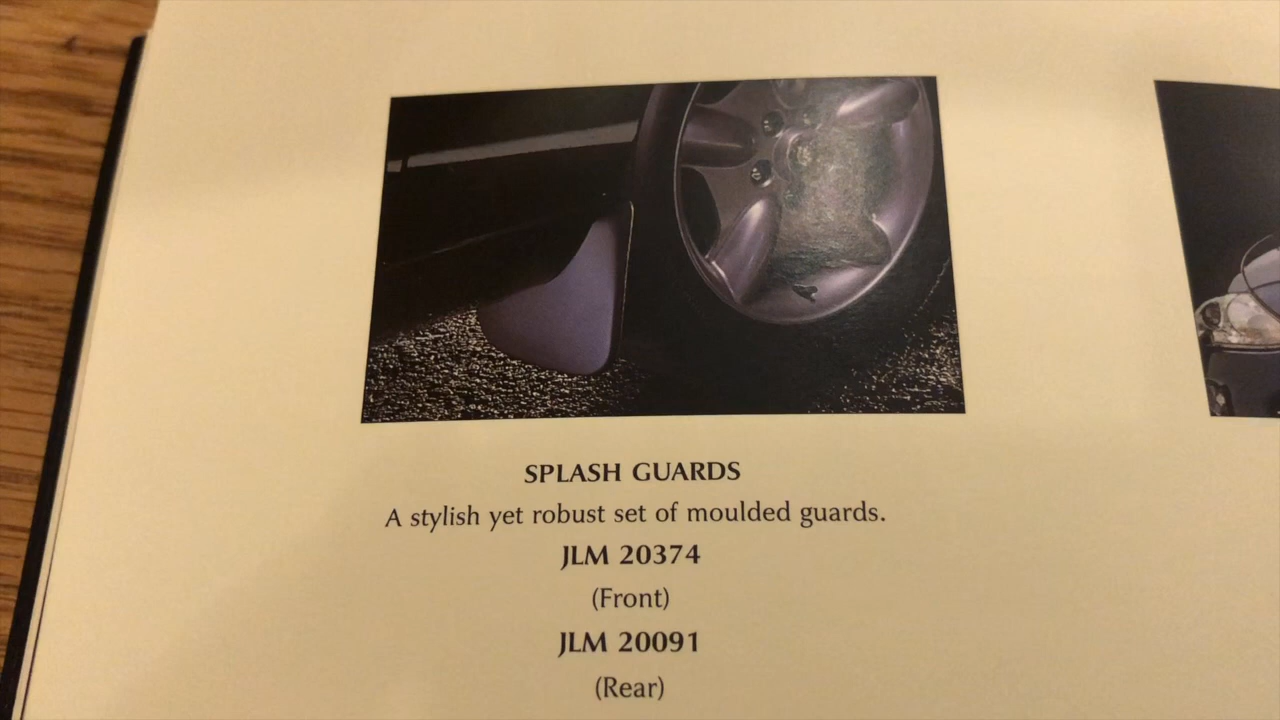 SPLASH GUARDS
A stylish yet robust set of moulded guards.
JLM 20374
(Front)
JLM 20091
(Rear)